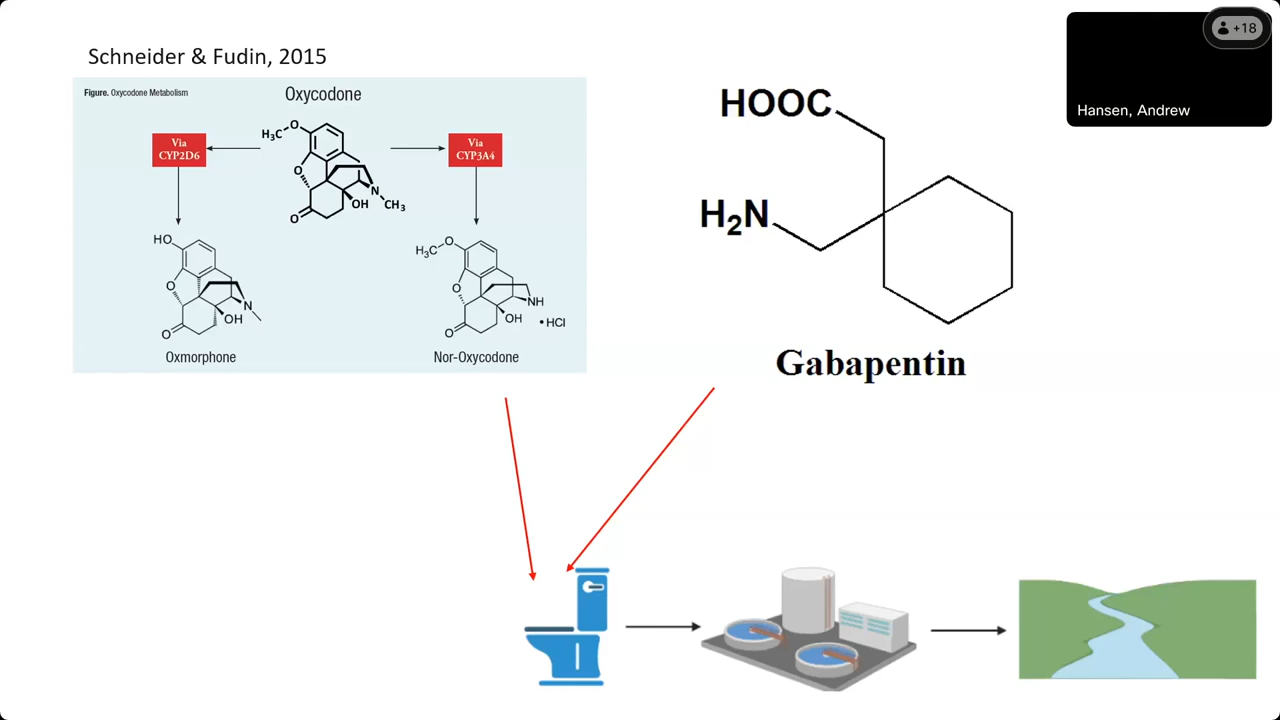 Schneider & Fudin, 2015
Figure. Oxycodone Metabolism
Oxycodone
Via
CYP2D6
H₃C
O
O
O
OH
N
CH₃
Via
CYP3A4
HO
O
O
OH
N
Oxmorphone
H₃C
O
O
O
OH
NH
• HCl
Nor-Oxycodone
HOOC
H₂N
Gabapentin
+18
Hansen, Andrew